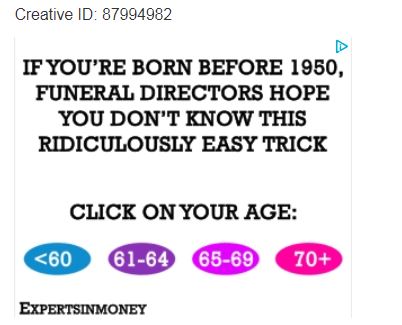 Creative ID: 87994982
IF YOU'RE BORN BEFORE 1950,
FUNERAL DIRECTORS HOPE
YOU DON'T KNOW THIS
RIDICULOUSLY EASY TRICK
CLICK ON YOUR AGE:
<60 61-64 65-69 70+
EXPERTSINMONEY